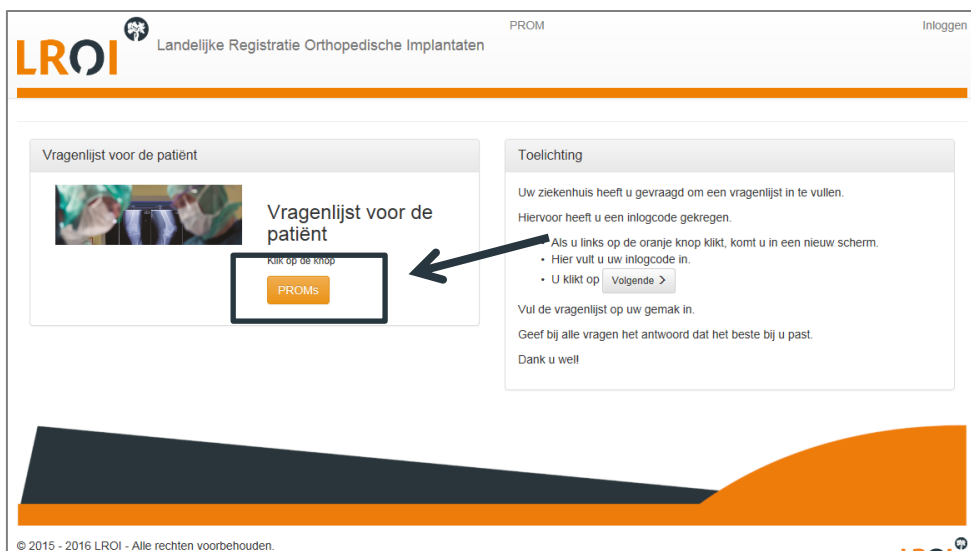 PROM
Inloggen
LROI
Landelijke Registratie Orthopedische Implantaten
Vragenlijst voor de patiënt
Vragenlijst voor de
patiënt
Klik op de knop
PROMs
Toelichting
Uw ziekenhuis heeft u gevraagd om een vragenlijst in te vullen.
Hiervoor heeft u een inlogcode gekregen.
• Als u links op de oranje knop klikt, komt u in een nieuw scherm.
• Hier vult u uw inlogcode in.
• U klikt op Volgende >
Vul de vragenlijst op uw gemak in.
Geef bij alle vragen het antwoord dat het beste bij u past.
Dank u wel!
© 2015 - 2016 LROI - Alle rechten voorbehouden.
LROI